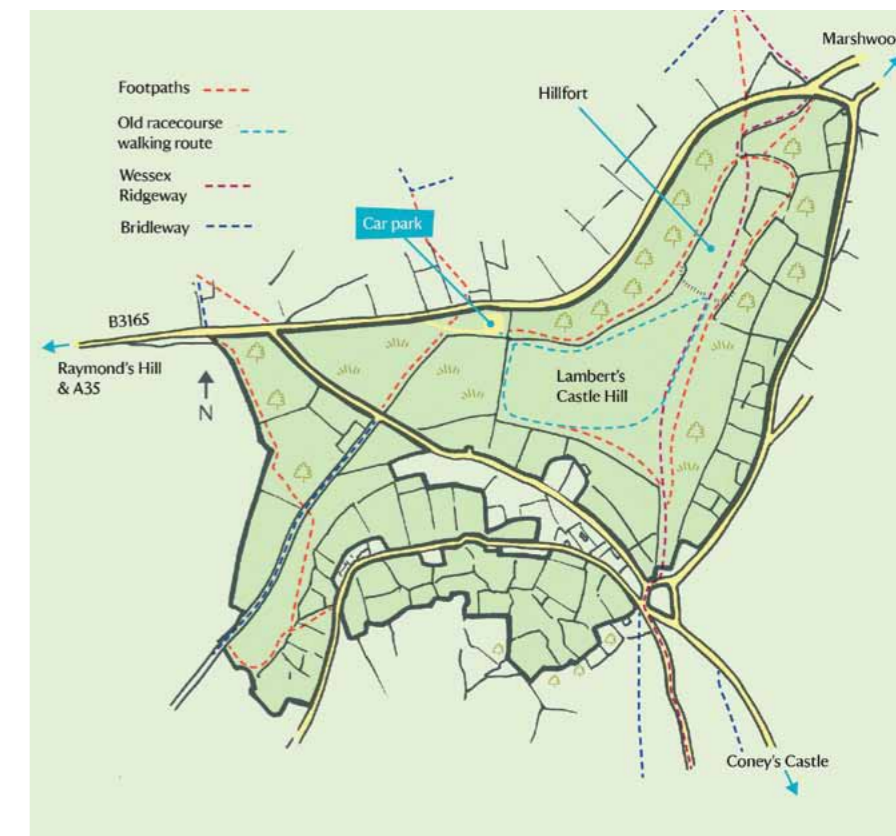 Marshwoo
Footpaths
Hillfort
Old racecourse
walking route
Wessex
Ridgeway
Car park
Bridleway
B3165
Raymond's Hill
& A35
N
Lambert's
Castle Hill
Coney's Castle